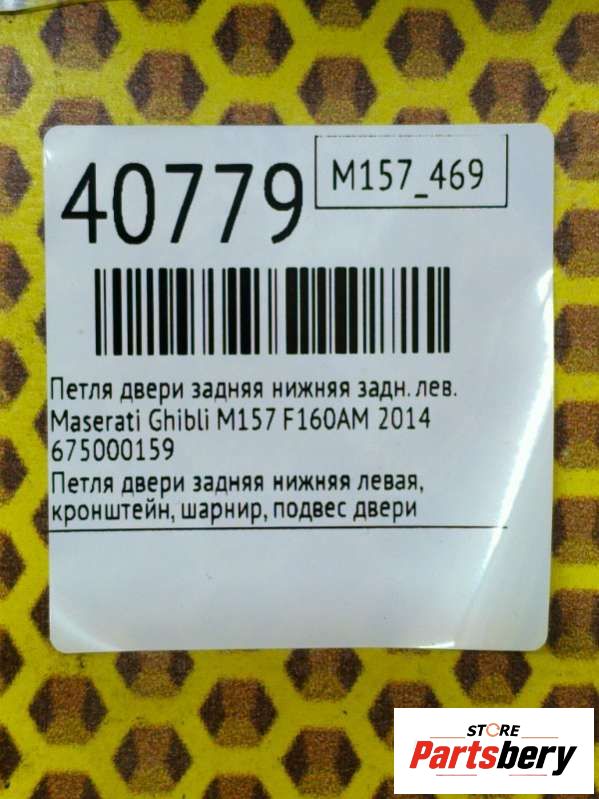 40779
M157_469
Петля двери задняя нижняя задн. лев.
Maserati Ghibli M157 F160AM 2014
675000159
Петля двери задняя нижняя левая,
кронштейн, шарнир, подвес двери
STORE
Partsbery